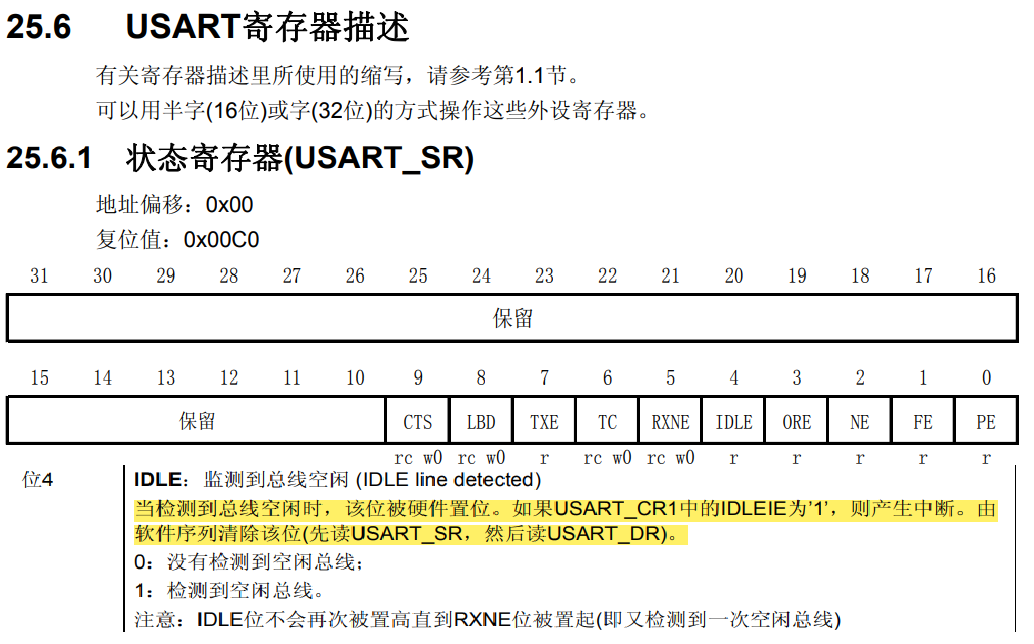 25.6 USART寄存器描述
有关寄存器描述里所使用的缩写，请参考第1.1节。
可以用半字(16位)或字(32位)的方式操作这些外设寄存器。
25.6.1 状态寄存器(USART_SR)
地址偏移：0x00
复位值：0x00C0
31 30 29 28 27 26 25 24 23 22 21 20 19 18 17 16
保留
15 14 13 12 11 10 9 8 7 6 5 4 3 2 1 0
保留 CTS LBD TXE TC RXNE IDLE ORE NE FE PE
rc w0 rc w0 r rc w0 rc w0 r r r r r
位4 IDLE：监测到总线空闲 (IDLE line detected)
当检测到总线空闲时，该位被硬件置位。如果USART_CR1中的IDLEIE为'1'，则产生中断。由
软件序列清除该位(先读USART_SR，然后读USART_DR)。
0：没有检测到空闲总线；
1：检测到空闲总线。
注意：IDLE位不会再次被置高直到RXNE位被置起(即又检测到一次空闲总线)